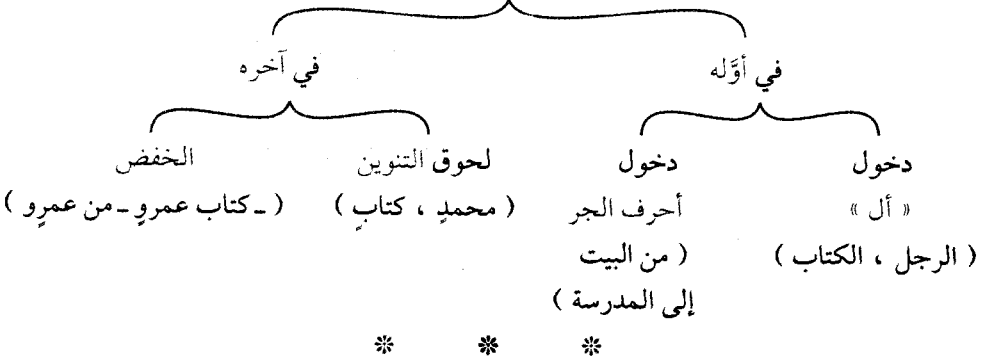 في أوَّله
في آخره
دخول
« أل »
( الرجل ، الكتاب )
دخول
أحرف الجر
( من البيت
إلى المدرسة )
لحوق التنوين
( محمدٍ ، كتابٍ )
الخفض
( ـ كتاب عمروٍ ـ من عمرٍو )